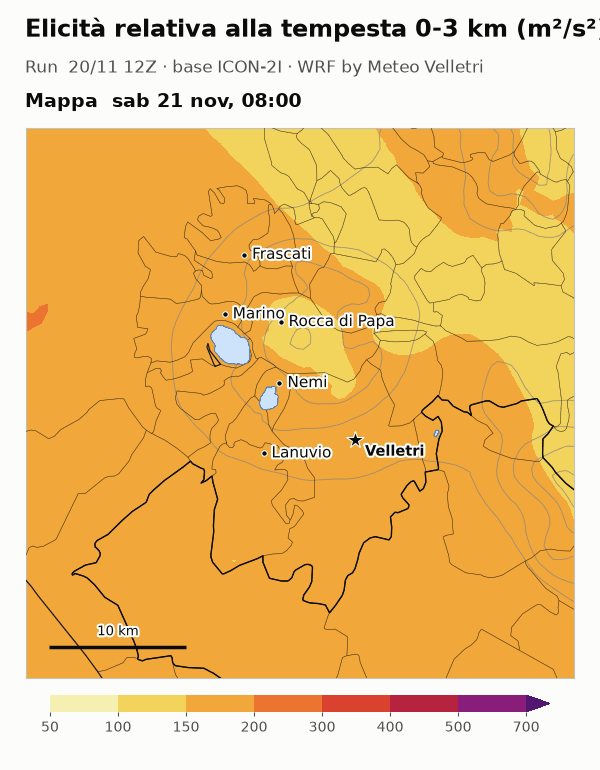 Elicità relativa alla tempesta 0-3 km (m²/s²)
Run  20/11 12Z · base ICON-2I · WRF by Meteo Velletri
Mappa  sab 21 nov, 08:00
Frascati
Marino
Rocca di Papa
Nemi
Velletri
Lanuvio
10 km
50 100 150 200 300 400 500 700